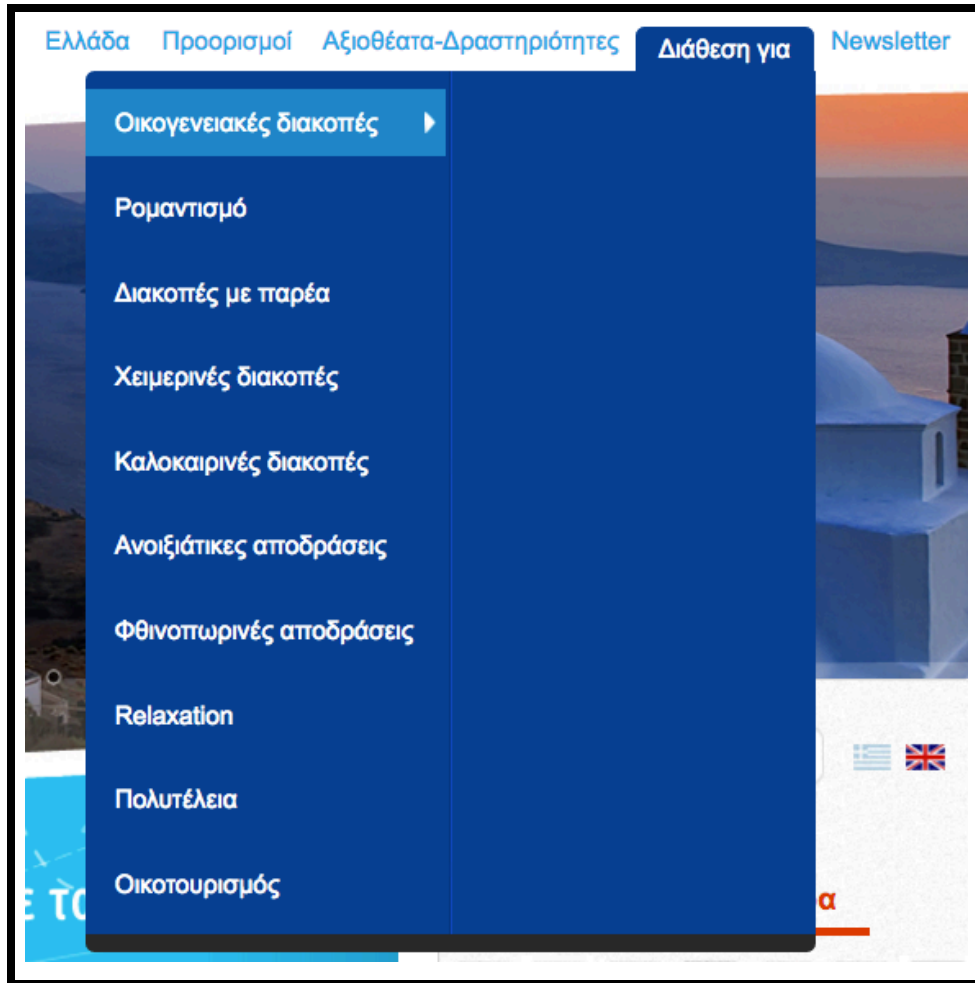 Ελλάδα Προορισμοί Αξιοθέατα-Δραστηριότητες Διάθεση για Newsletter
Οικογενειακές διακοπές
Ρομαντισμό
Διακοπές με παρέα
Χειμερινές διακοπές
Καλοκαιρινές διακοπές
Ανοιξιάτικες αποδράσεις
Φθινοπωρινές αποδράσεις
Relaxation
Πολυτέλεια
Οικοτουρισμός